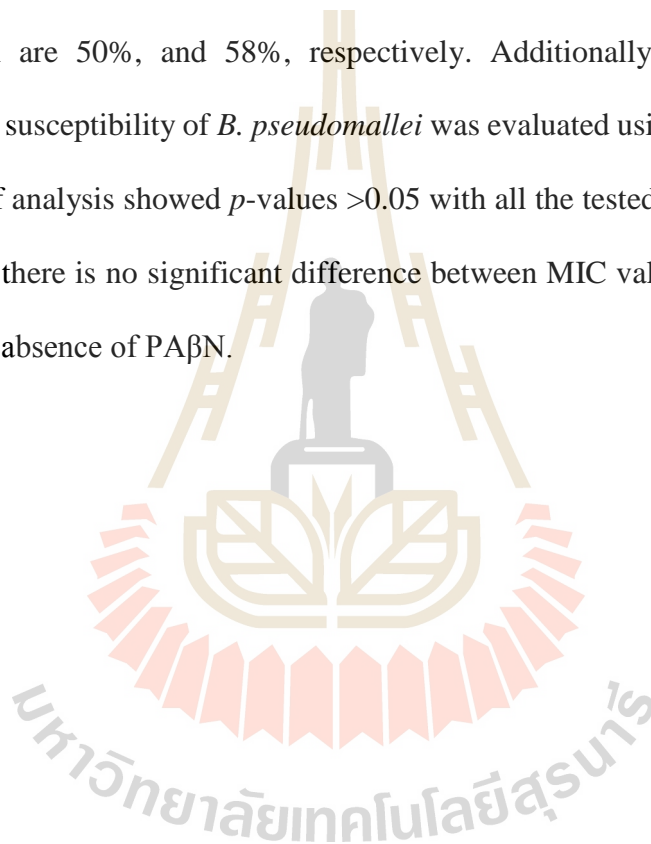 are 50%, and 58%, respectively. Additionally
susceptibility of B. pseudomallei was evaluated usi
analysis showed p-values >0.05 with all the tested
there is no significant difference between MIC val
absence of PAβN.
มหาวิทยาลัยเทคโนโลยีสุรนารี